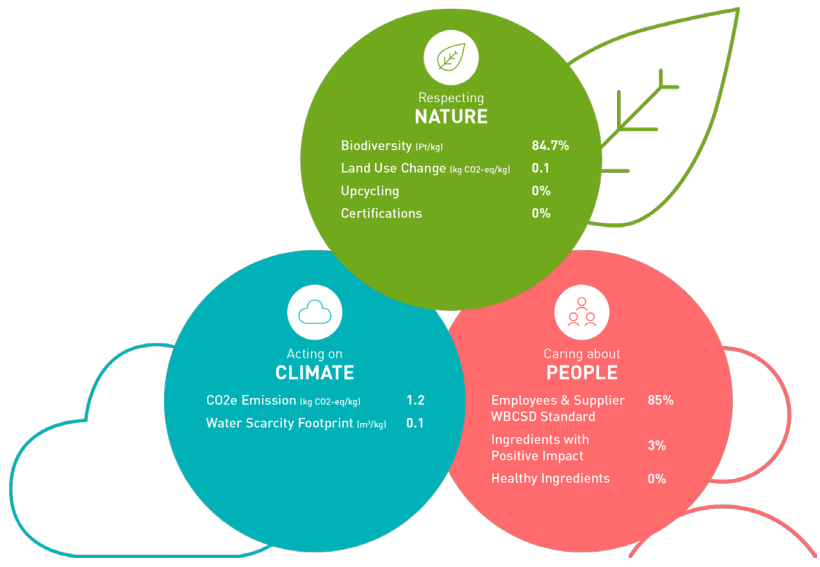 Respecting
NATURE
Biodiversity (Pt/kg) 84.7%
Land Use Change (kg CO2-eq/kg) 0.1
Upcycling 0%
Certifications 0%
Acting on
CLIMATE
CO2e Emission (kg CO2-eq/kg) 1.2
Water Scarcity Footprint (m³/kg) 0.1
Caring about
PEOPLE
Employees & Supplier 85%
WBCSD Standard
Ingredients with
Positive Impact 3%
Healthy Ingredients 0%